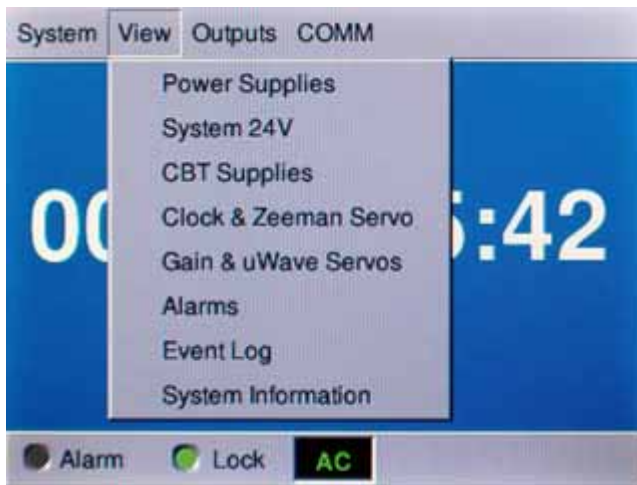 System View Outputs COMM
Power Supplies
System 24V
CBT Supplies
Clock & Zeeman Servo
Gain & uWave Servos
Alarms
Event Log
System Information
:42
Alarm Lock AC